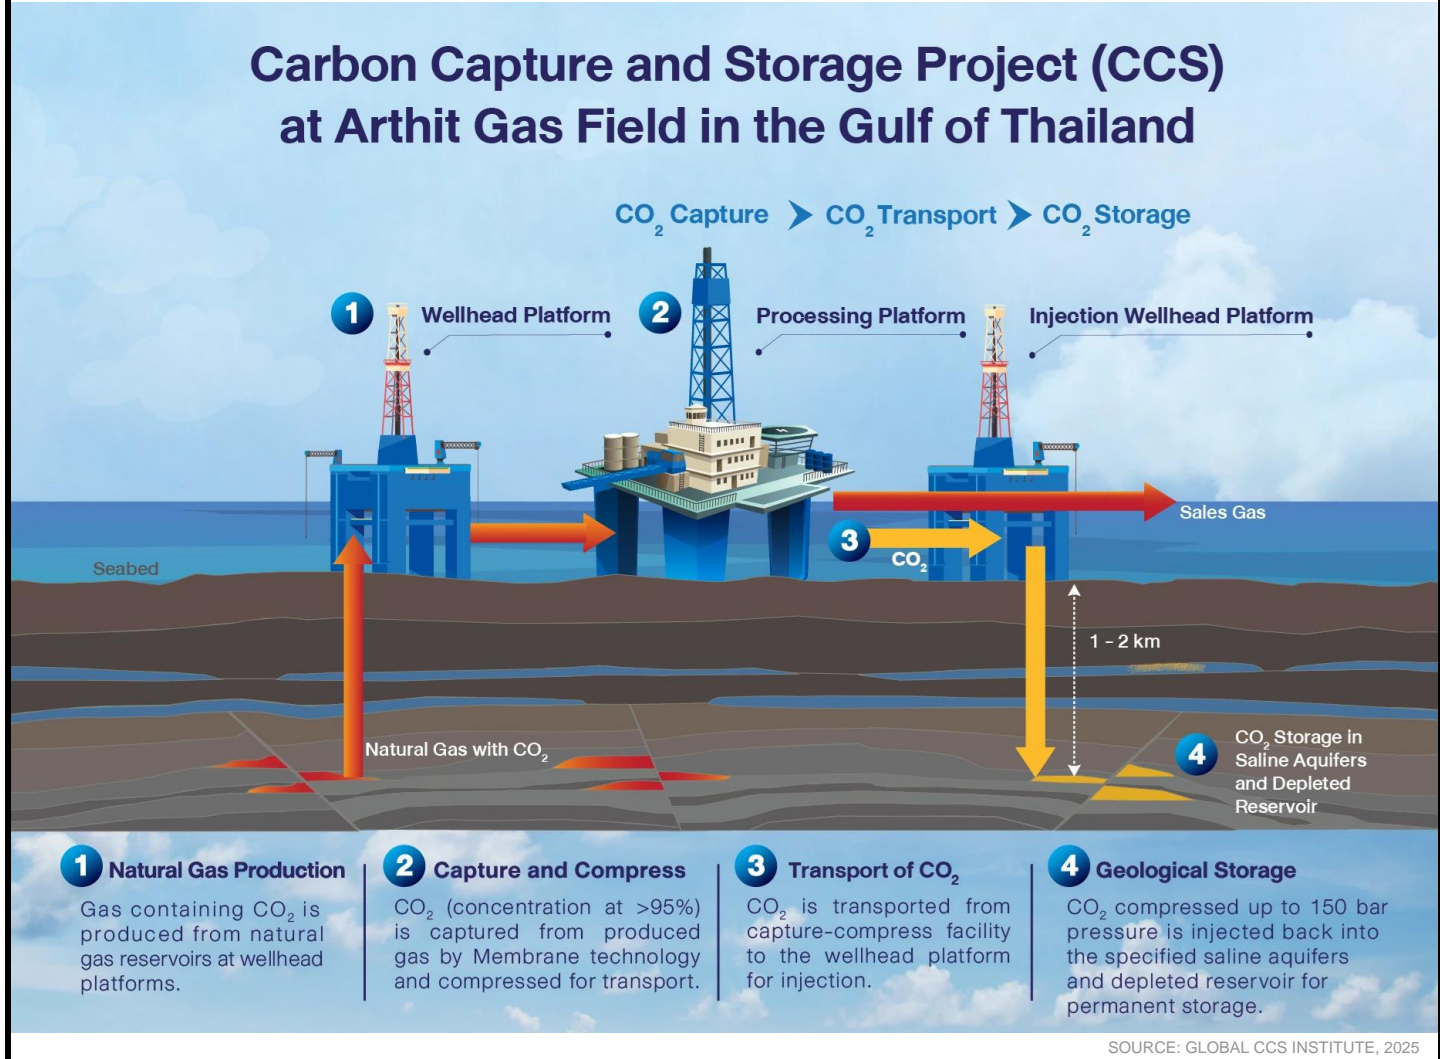 Carbon Capture and Storage Project (CCS)
at Arthit Gas Field in the Gulf of Thailand
CO₂ Capture > CO₂ Transport > CO₂ Storage
1 Wellhead Platform
2 Processing Platform
Injection Wellhead Platform
Sales Gas
3
CO₂
Seabed
1 - 2 km
Natural Gas with CO₂
4
CO₂ Storage in
Saline Aquifers
and Depleted
Reservoir
1 Natural Gas Production
Gas containing CO₂ is
produced from natural
gas reservoirs at wellhead
platforms.
2 Capture and Compress
CO₂ (concentration at >95%)
is captured from produced
gas by Membrane technology
and compressed for transport.
3 Transport of CO₂
CO₂ is transported from
capture-compress facility
to the wellhead platform
for injection.
4 Geological Storage
CO₂ compressed up to 150 bar
pressure is injected back into
the specified saline aquifers
and depleted reservoir for
permanent storage.
SOURCE: GLOBAL CCS INSTITUTE, 2025